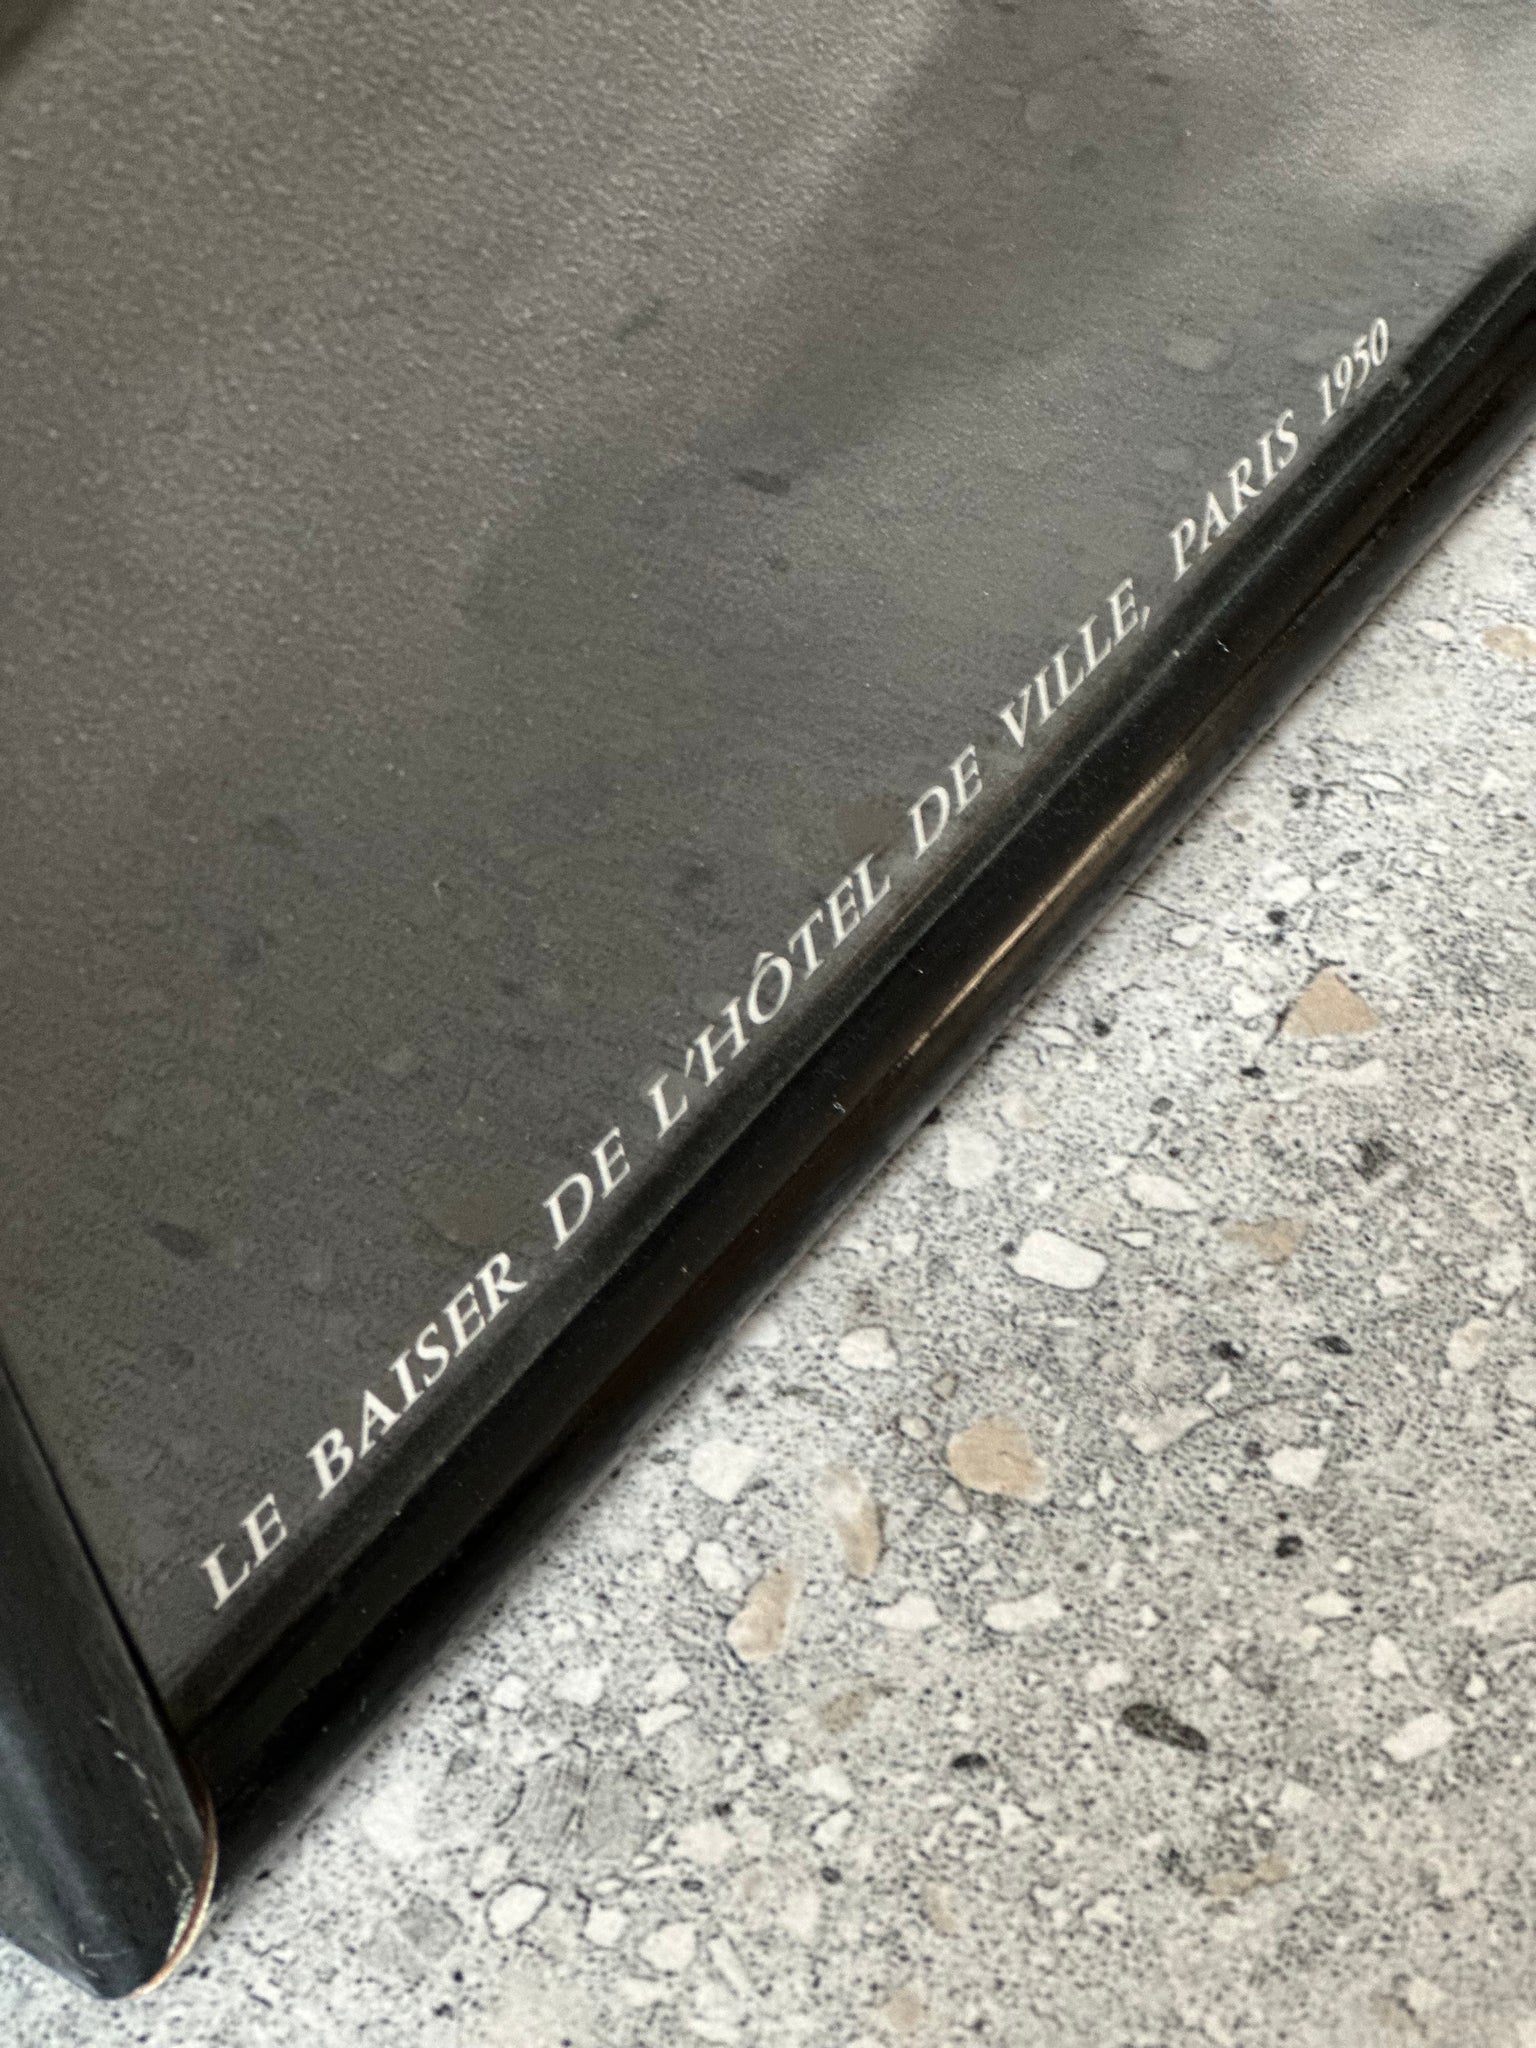 LE BAISER DE L'HÔTEL DE VILLE, PARIS 1950